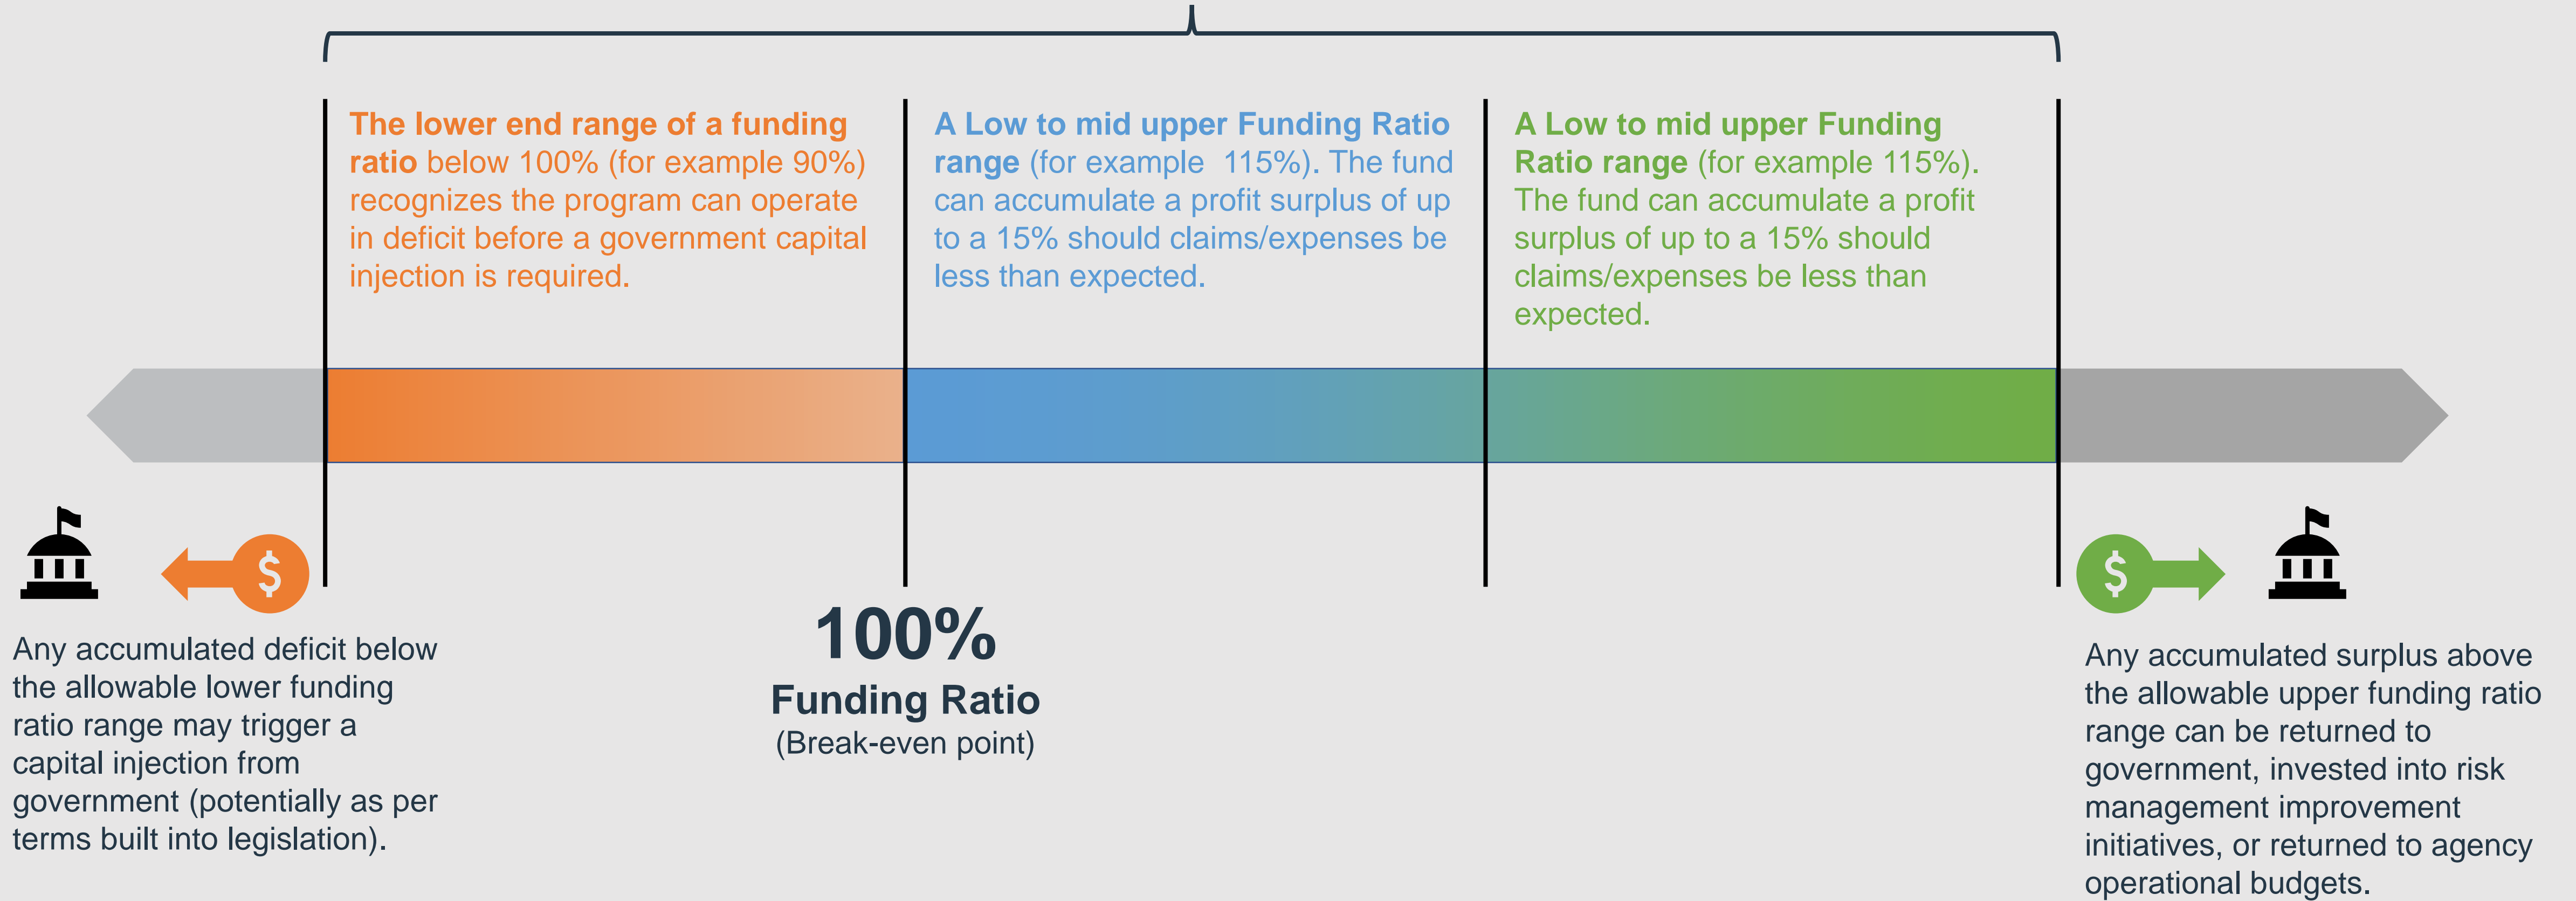 The lower end range of a funding
ratio below 100% (for example 90%)
recognizes the program can operate
in deficit before a government capital
injection is required.
A Low to mid upper Funding Ratio
range (for example  115%). The fund
can accumulate a profit surplus of up
to a 15% should claims/expenses be
less than expected.
A Low to mid upper Funding
Ratio range (for example 115%).
The fund can accumulate a profit
surplus of up to a 15% should
claims/expenses be less than
expected.
$
$
Any accumulated deficit below
the allowable lower funding
ratio range may trigger a
capital injection from
government (potentially as per
terms built into legislation).
100%
Funding Ratio
(Break-even point)
Any accumulated surplus above
the allowable upper funding ratio
range can be returned to
government, invested into risk
management improvement
initiatives, or returned to agency
operational budgets.